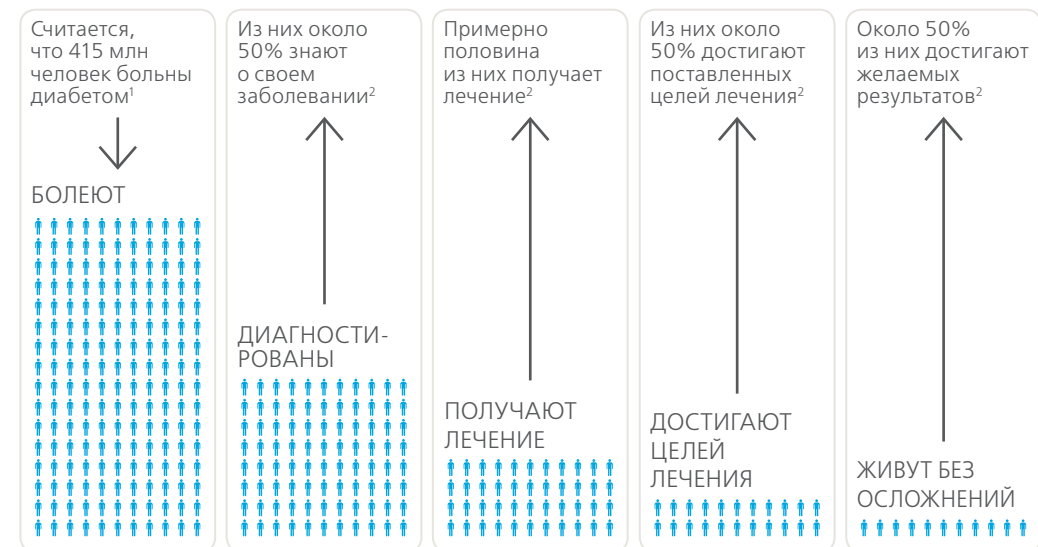 Считается,
что 415 млн
человек больны
диабетом¹
БОЛЕЮТ
Из них около
50% знают
о своем
заболевании²
ДИАГНОСТИ-
РОВАНЫ
Примерно
половина
из них получает
лечение²
ПОЛУЧАЮТ
ЛЕЧЕНИЕ
Из них около
50% достигают
поставленных
целей лечения²
ДОСТИГАЮТ
ЦЕЛЕЙ
ЛЕЧЕНИЯ
Около 50%
из них достигают
желаемых
результатов²
ЖИВУТ БЕЗ
ОСЛОЖНЕНИЙ